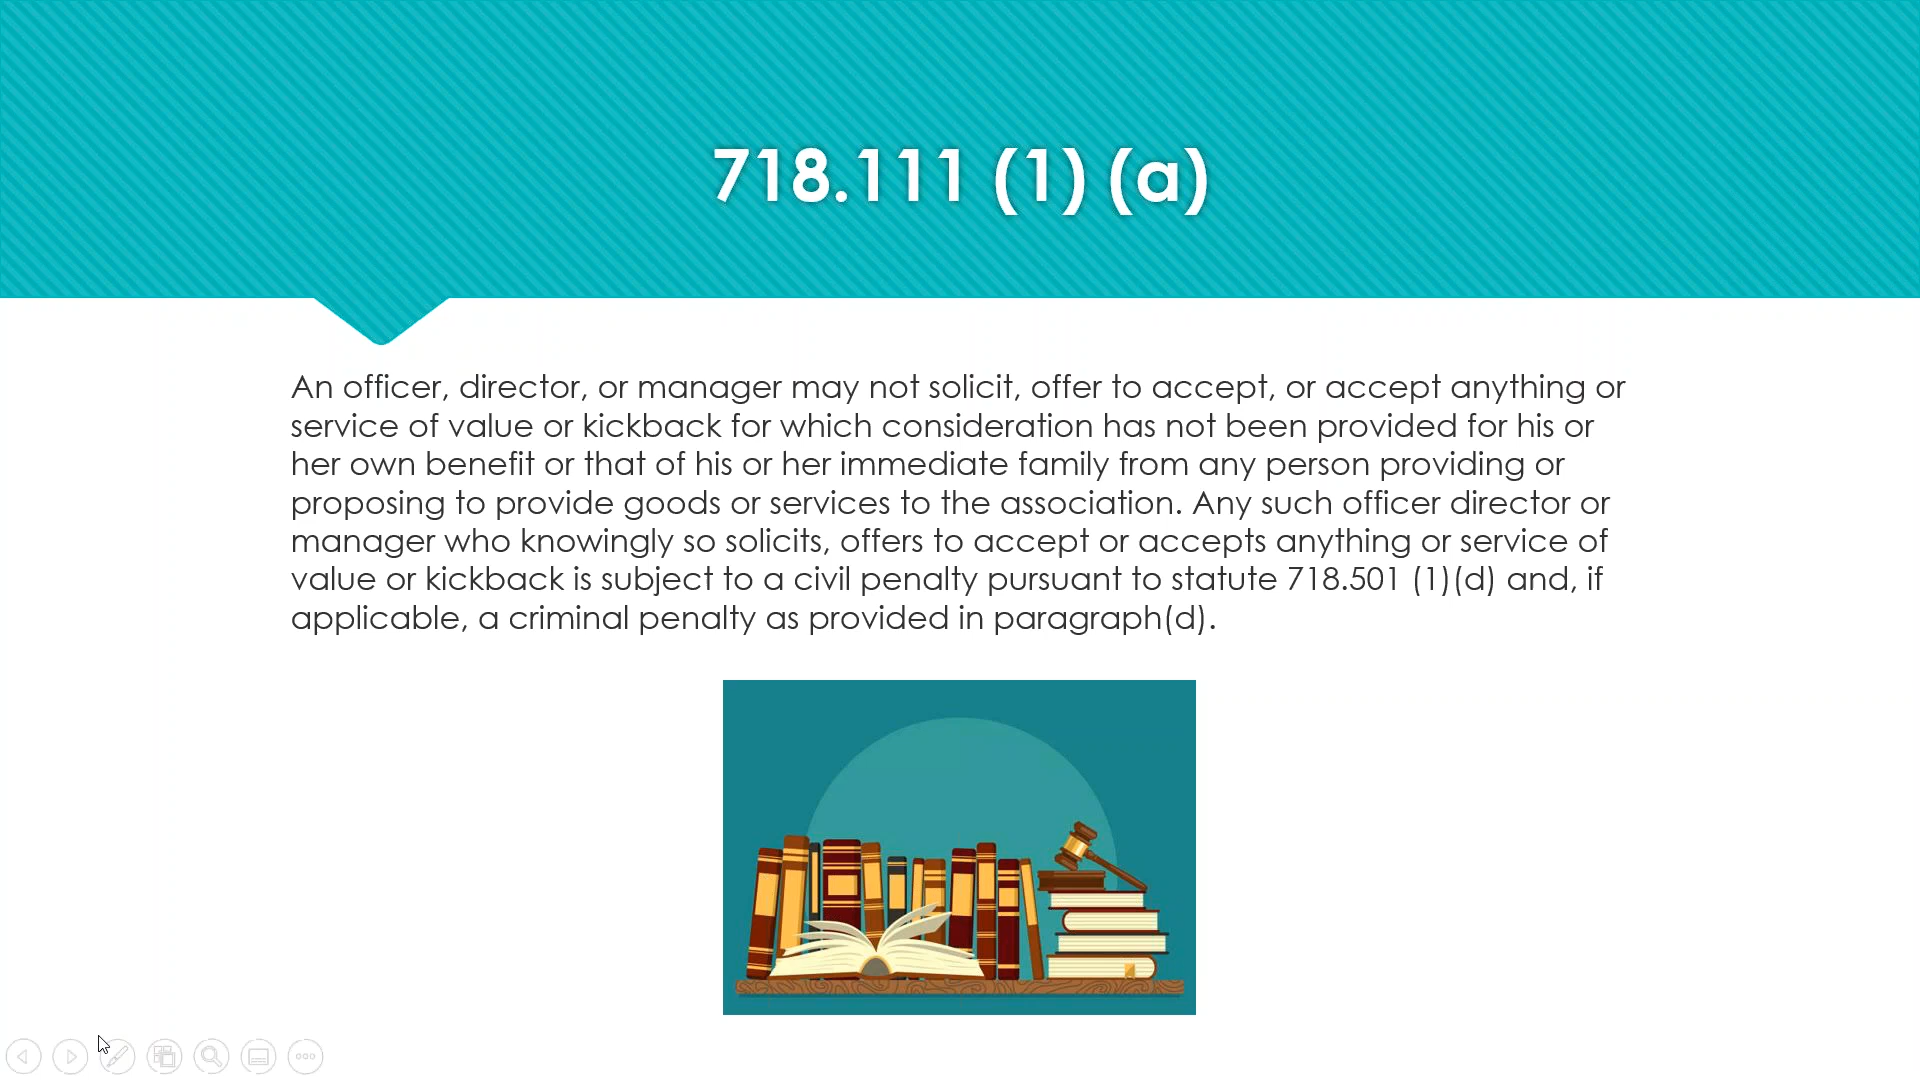 718.111 (1) (a)
An officer, director, or manager may not solicit, offer to accept, or accept anything or
service of value or kickback for which consideration has not been provided for his or
her own benefit or that of his or her immediate family from any person providing or
proposing to provide goods or services to the association. Any such officer director or
manager who knowingly so solicits, offers to accept or accepts anything or service of
value or kickback is subject to a civil penalty pursuant to statute 718.501 (1)(d) and, if
applicable, a criminal penalty as provided in paragraph(d).